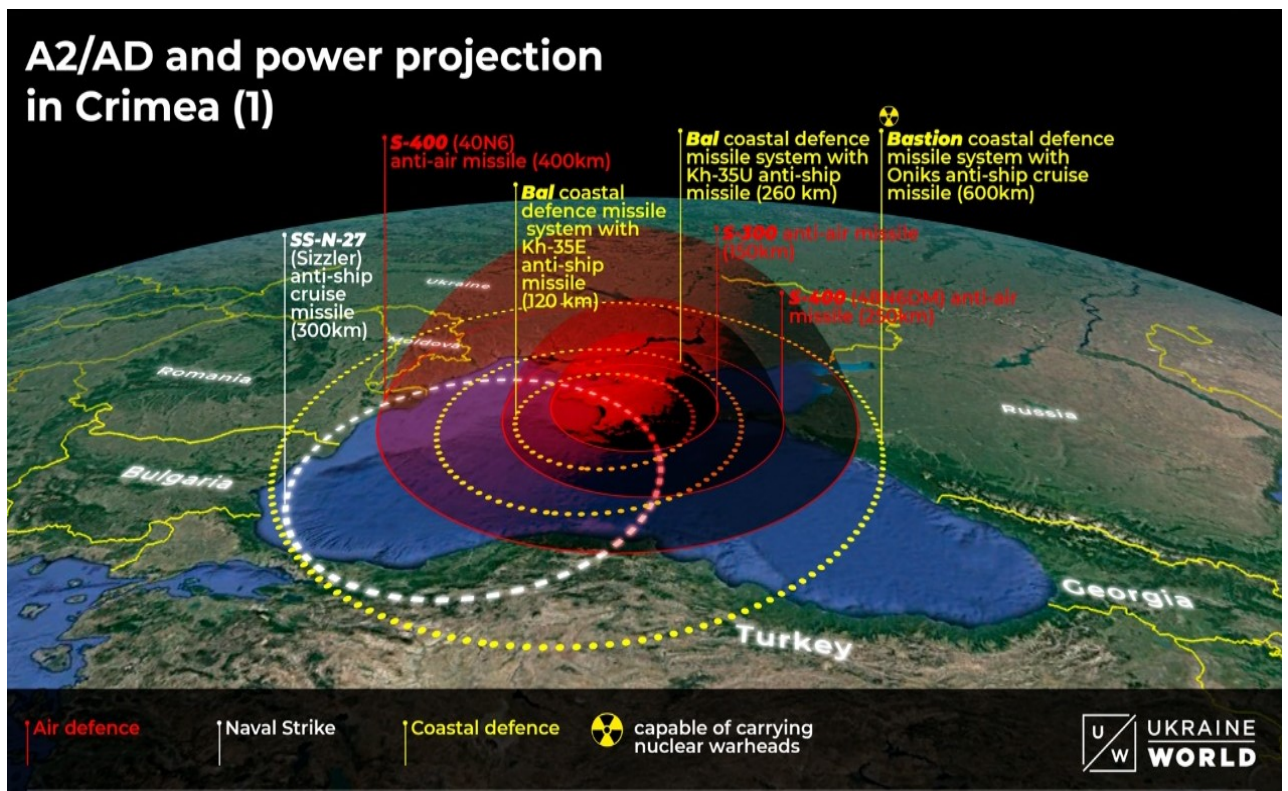 A2/AD and power projection
in Crimea (1)
S-400 (40N6)
anti-air missile (400km)
Bal coastal defence
missile system with
Kh-35U anti-ship
missile (260 km)
Bastion coastal defence
missile system with
Oniks anti-ship cruise
missile (600km)
Bal coastal
defence missile
system with
Kh-35E
anti-ship
missile
(120 km)
SS-N-27
(Sizzler)
anti-ship
cruise
missile
(300km)
S-300 anti-air missile
(150km)
S-400 (48N6DM) anti-air
missile (250km)
Ukraine
Moldova
Romania
Russia
Bulgaria
Georgia
Turkey
Air defence
Naval Strike
Coastal defence
capable of carrying
nuclear warheads
U
W
UKRAINE
WORLD